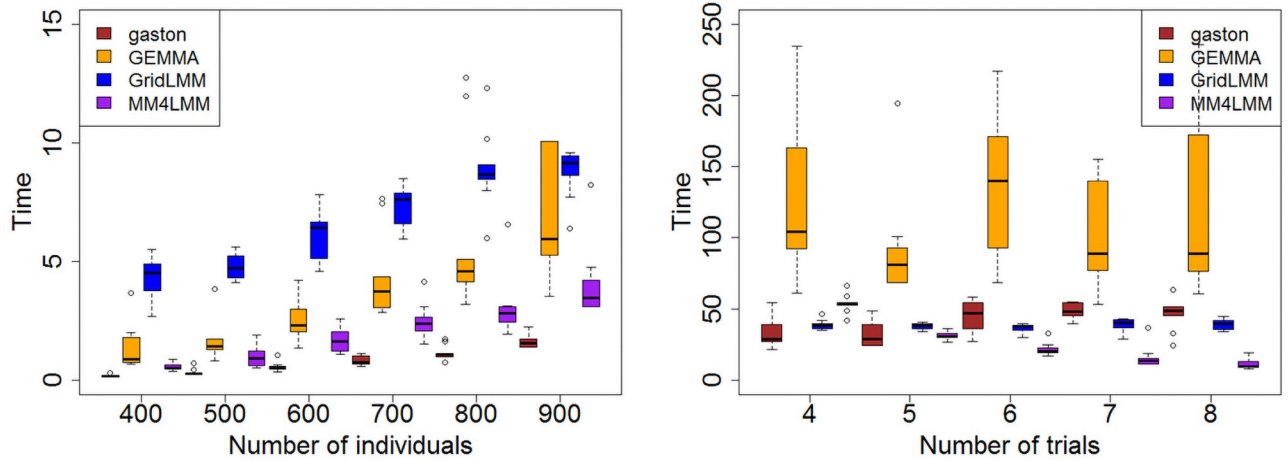 gaston
GEMMA
GridLMM
MM4LMM
Time
15
10
5
0
400 500 600 700 800 900
Number of individuals
gaston
GEMMA
GridLMM
MM4LMM
Time
250
200
150
100
50
0
4 5 6 7 8
Number of trials